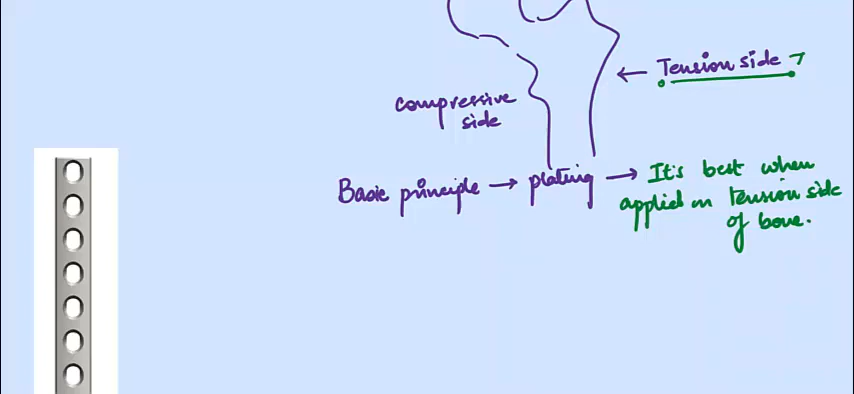 ← Tension side
compressive
side
Basic principle → plating → It's best when
applied on tension side
of bone.